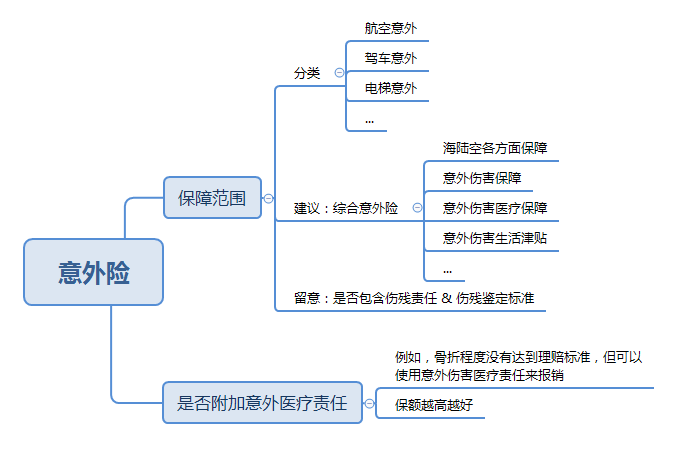 意外险
保障范围
分类
航空意外
驾车意外
电梯意外
...
建议：综合意外险
海陆空各方面保障
意外伤害保障
意外伤害医疗保障
意外伤害生活津贴
...
留意：是否包含伤残责任 & 伤残鉴定标准
是否附加意外医疗责任
例如，骨折程度没有达到理赔标准，但可以
使用意外伤害医疗责任来报销
保额越高越好